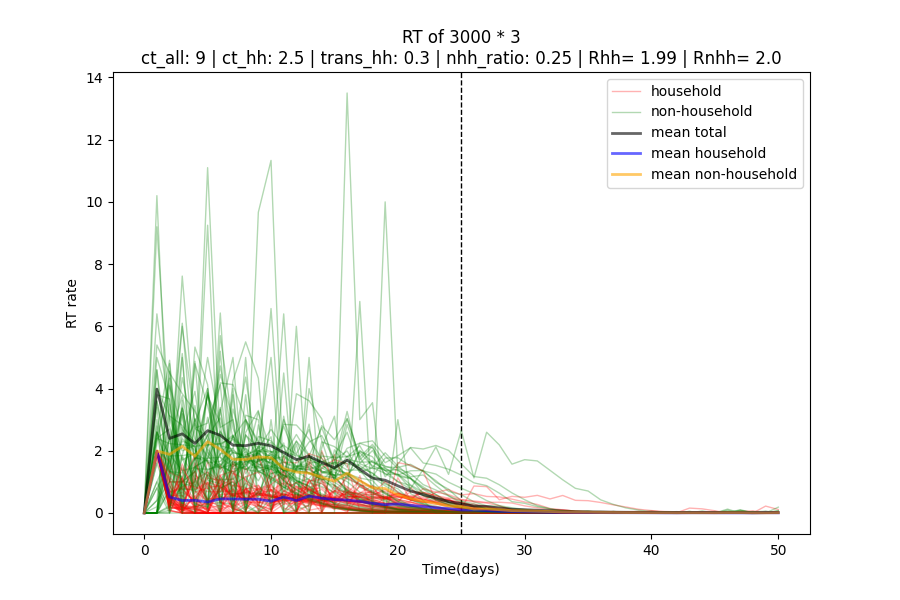 RT of 3000 * 3
ct_all: 9 | ct_hh: 2.5 | trans_hh: 0.3 | nhh_ratio: 0.25 | Rhh= 1.99 | Rnhh= 2.0
14
12
10
8
6
4
2
0
RT rate
household
non-household
mean total
mean household
mean non-household
0 10 20 30 40 50
Time(days)